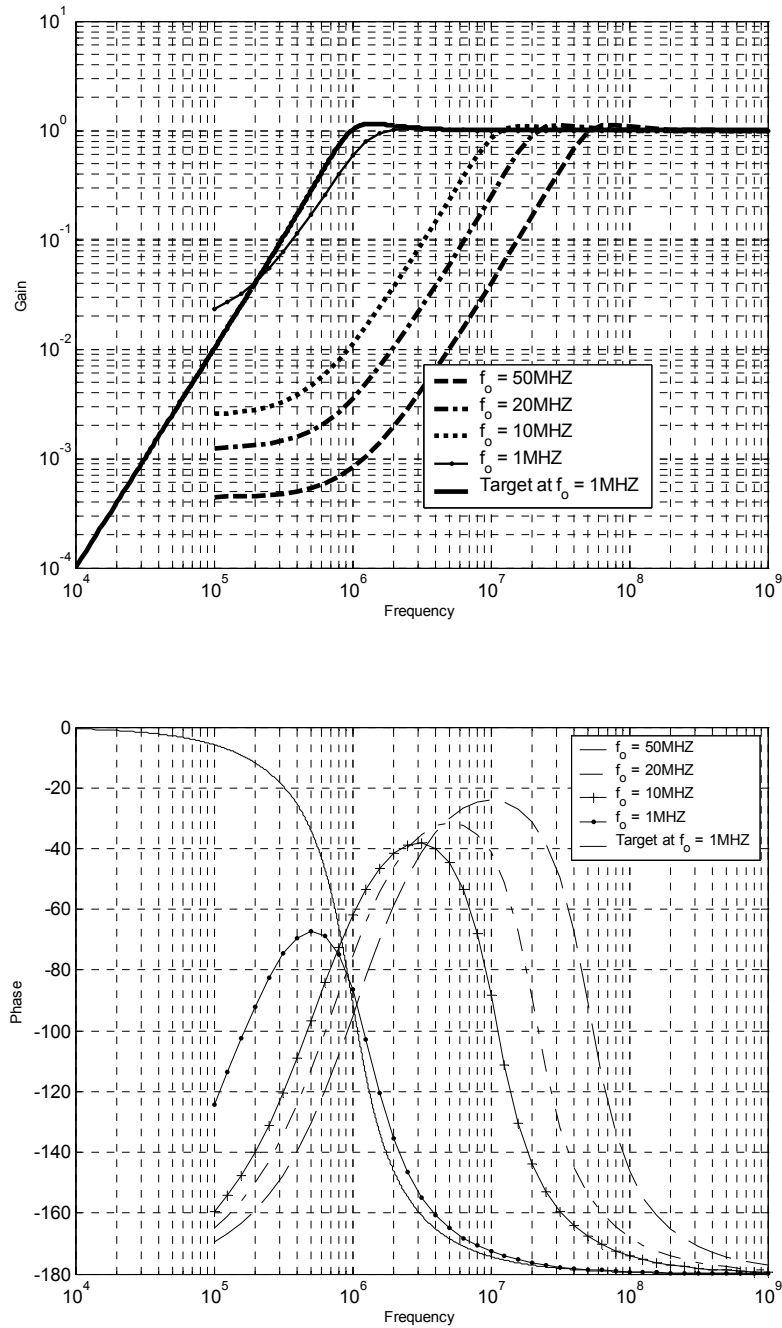 10^1
10^0
10^-1
10^-2
10^-3
10^-4
Gain
f_o = 50MHZ
f_o = 20MHZ
f_o = 10MHZ
f_o = 1MHZ
Target at f_o = 1MHZ
10^4 10^5 10^6 10^7 10^8 10^9
Frequency
0
-20
-40
-60
-80
-100
-120
-140
-160
-180
Phase
f_o = 50MHZ
f_o = 20MHZ
f_o = 10MHZ
f_o = 1MHZ
Target at f_o = 1MHZ
10^4 10^5 10^6 10^7 10^8 10^9
Frequency